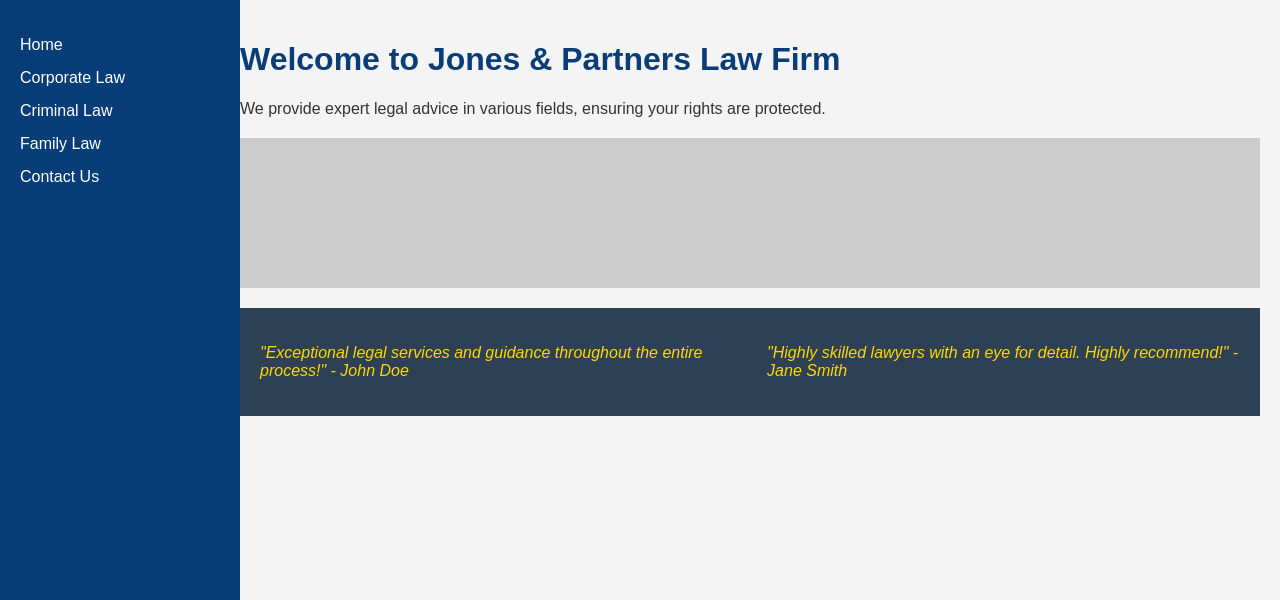 Home
Corporate Law
Criminal Law
Family Law
Contact Us
Welcome to Jones & Partners Law Firm
We provide expert legal advice in various fields, ensuring your rights are protected.
"Exceptional legal services and guidance throughout the entire
process!" - John Doe
"Highly skilled lawyers with an eye for detail. Highly recommend!" -
Jane Smith